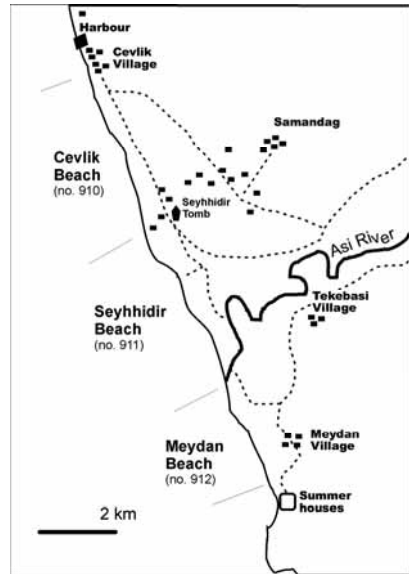 Harbour
Cevlik
Village
Samandag
Cevlik
Beach
(no. 910)
Seyhhidir
Tomb
Asi River
Seyhhidir
Beach
(no. 911)
Tekebasi
Village
Meydan
Beach
(no. 912)
Meydan
Village
Summer
houses
2 km